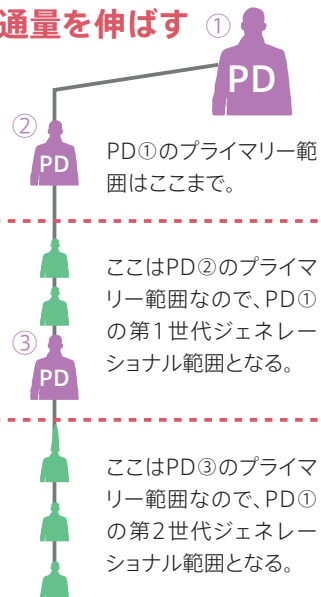 通量を伸ばす
①
PD
②
PD
PD①のプライマリー範
囲はここまで。
ここはPD②のプライマ
リー範囲なので、PD①
の第1世代ジェネレー
ショナル範囲となる。
③
PD
ここはPD③のプライマ
リー範囲なので、PD①
の第2世代ジェネレー
ショナル範囲となる。